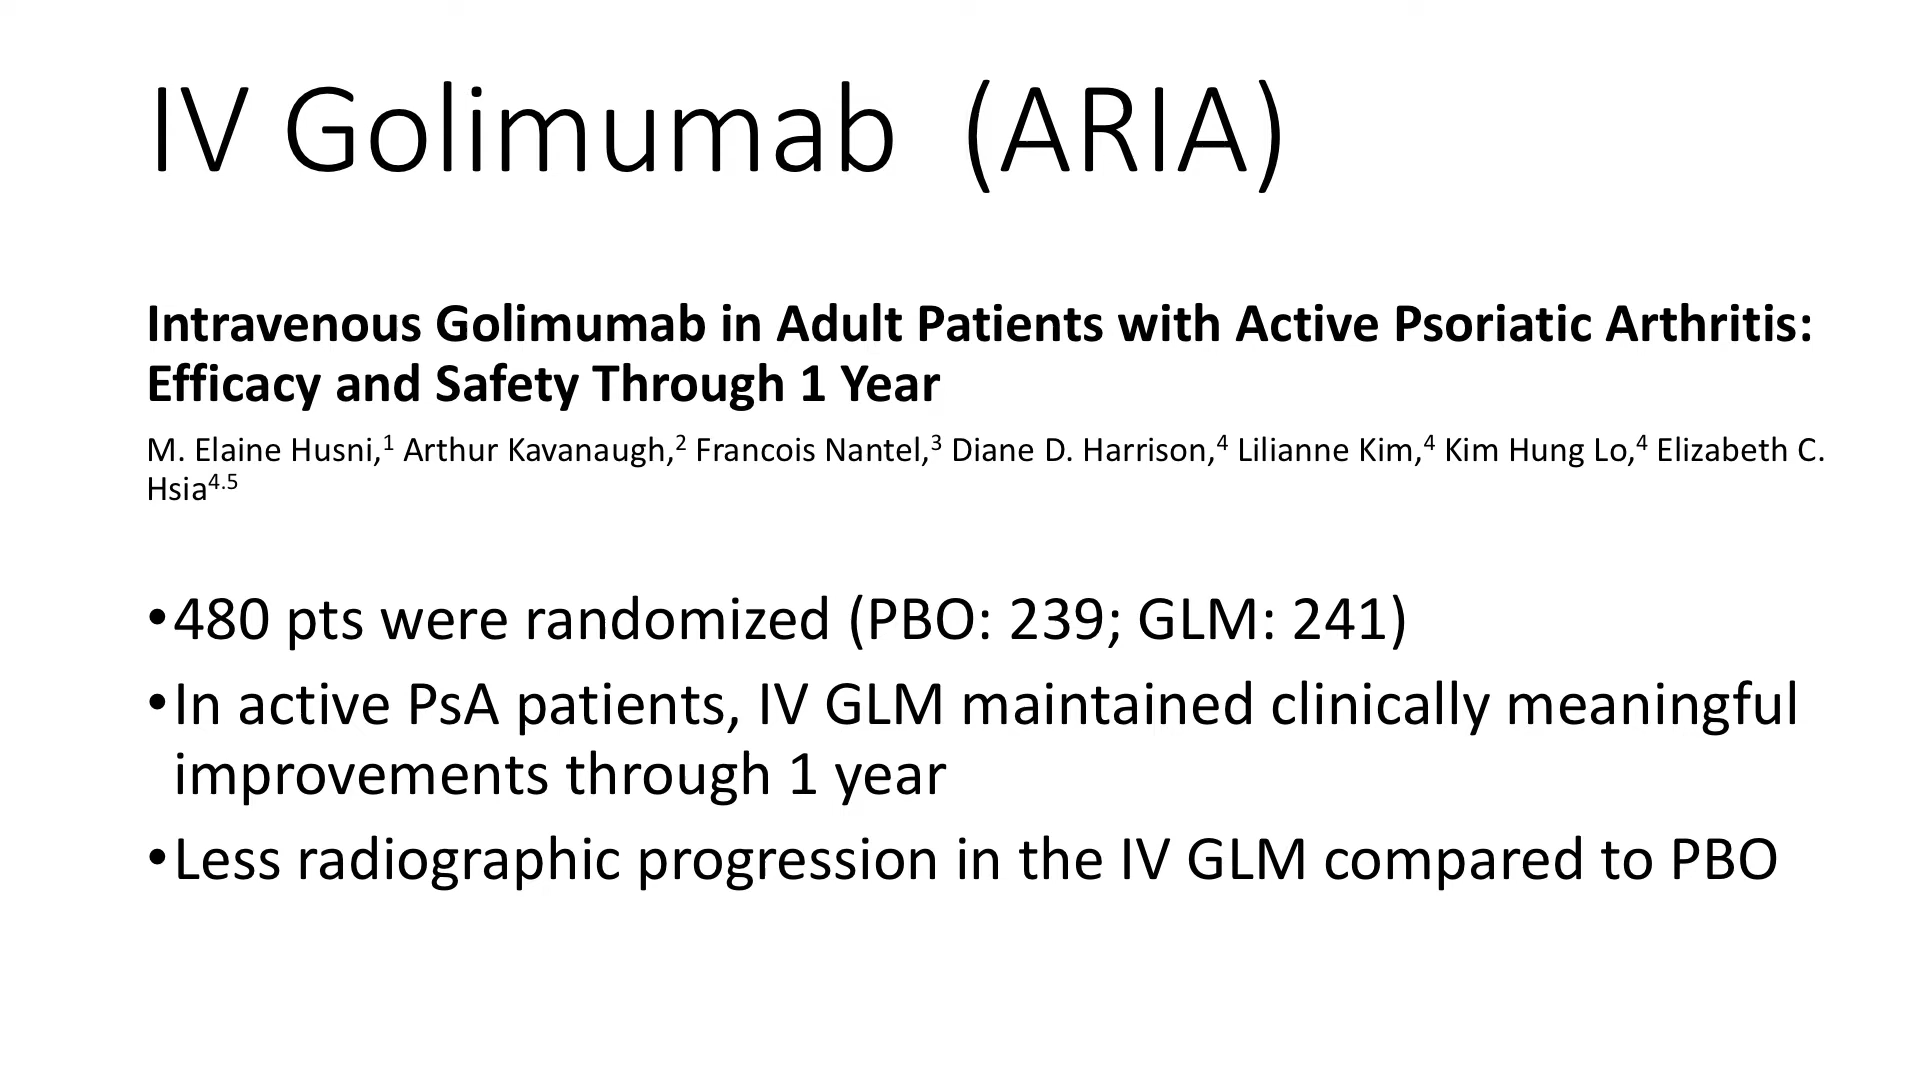 IV Golimumab (ARIA)
Intravenous Golimumab in Adult Patients with Active Psoriatic Arthritis:
Efficacy and Safety Through 1 Year
M. Elaine Husni,¹ Arthur Kavanaugh,² Francois Nantel,³ Diane D. Harrison,⁴ Lilianne Kim,⁴ Kim Hung Lo,⁴ Elizabeth C.
Hsia⁴·⁵
•480 pts were randomized (PBO: 239; GLM: 241)
•In active PsA patients, IV GLM maintained clinically meaningful
improvements through 1 year
•Less radiographic progression in the IV GLM compared to PBO